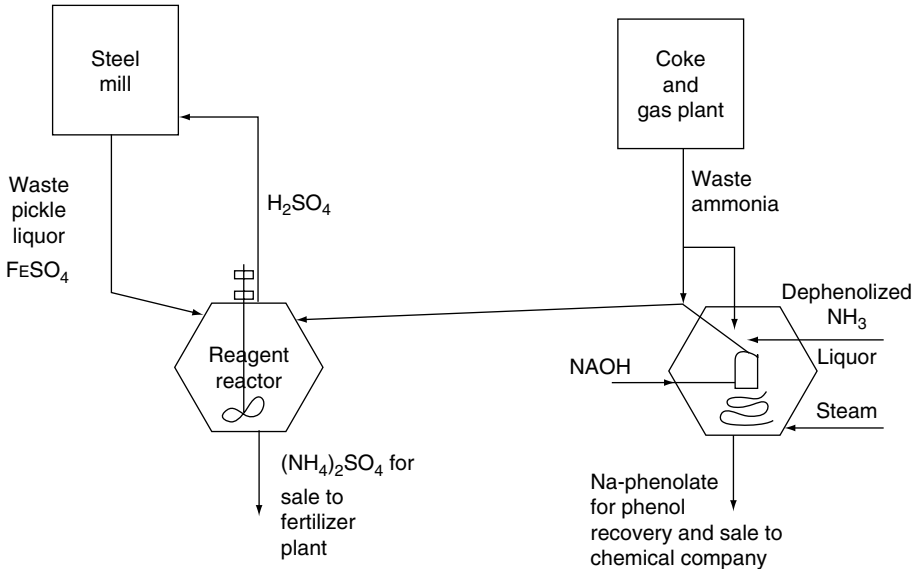 Steel
mill
Coke
and
gas plant
Waste
pickle
liquor
FESO4
H2SO4
Waste
ammonia
Dephenolized
NH3
Liquor
Reagent
reactor
NAOH
Steam
(NH4)2SO4 for
sale to
fertilizer
plant
Na-phenolate
for phenol
recovery and sale to
chemical company